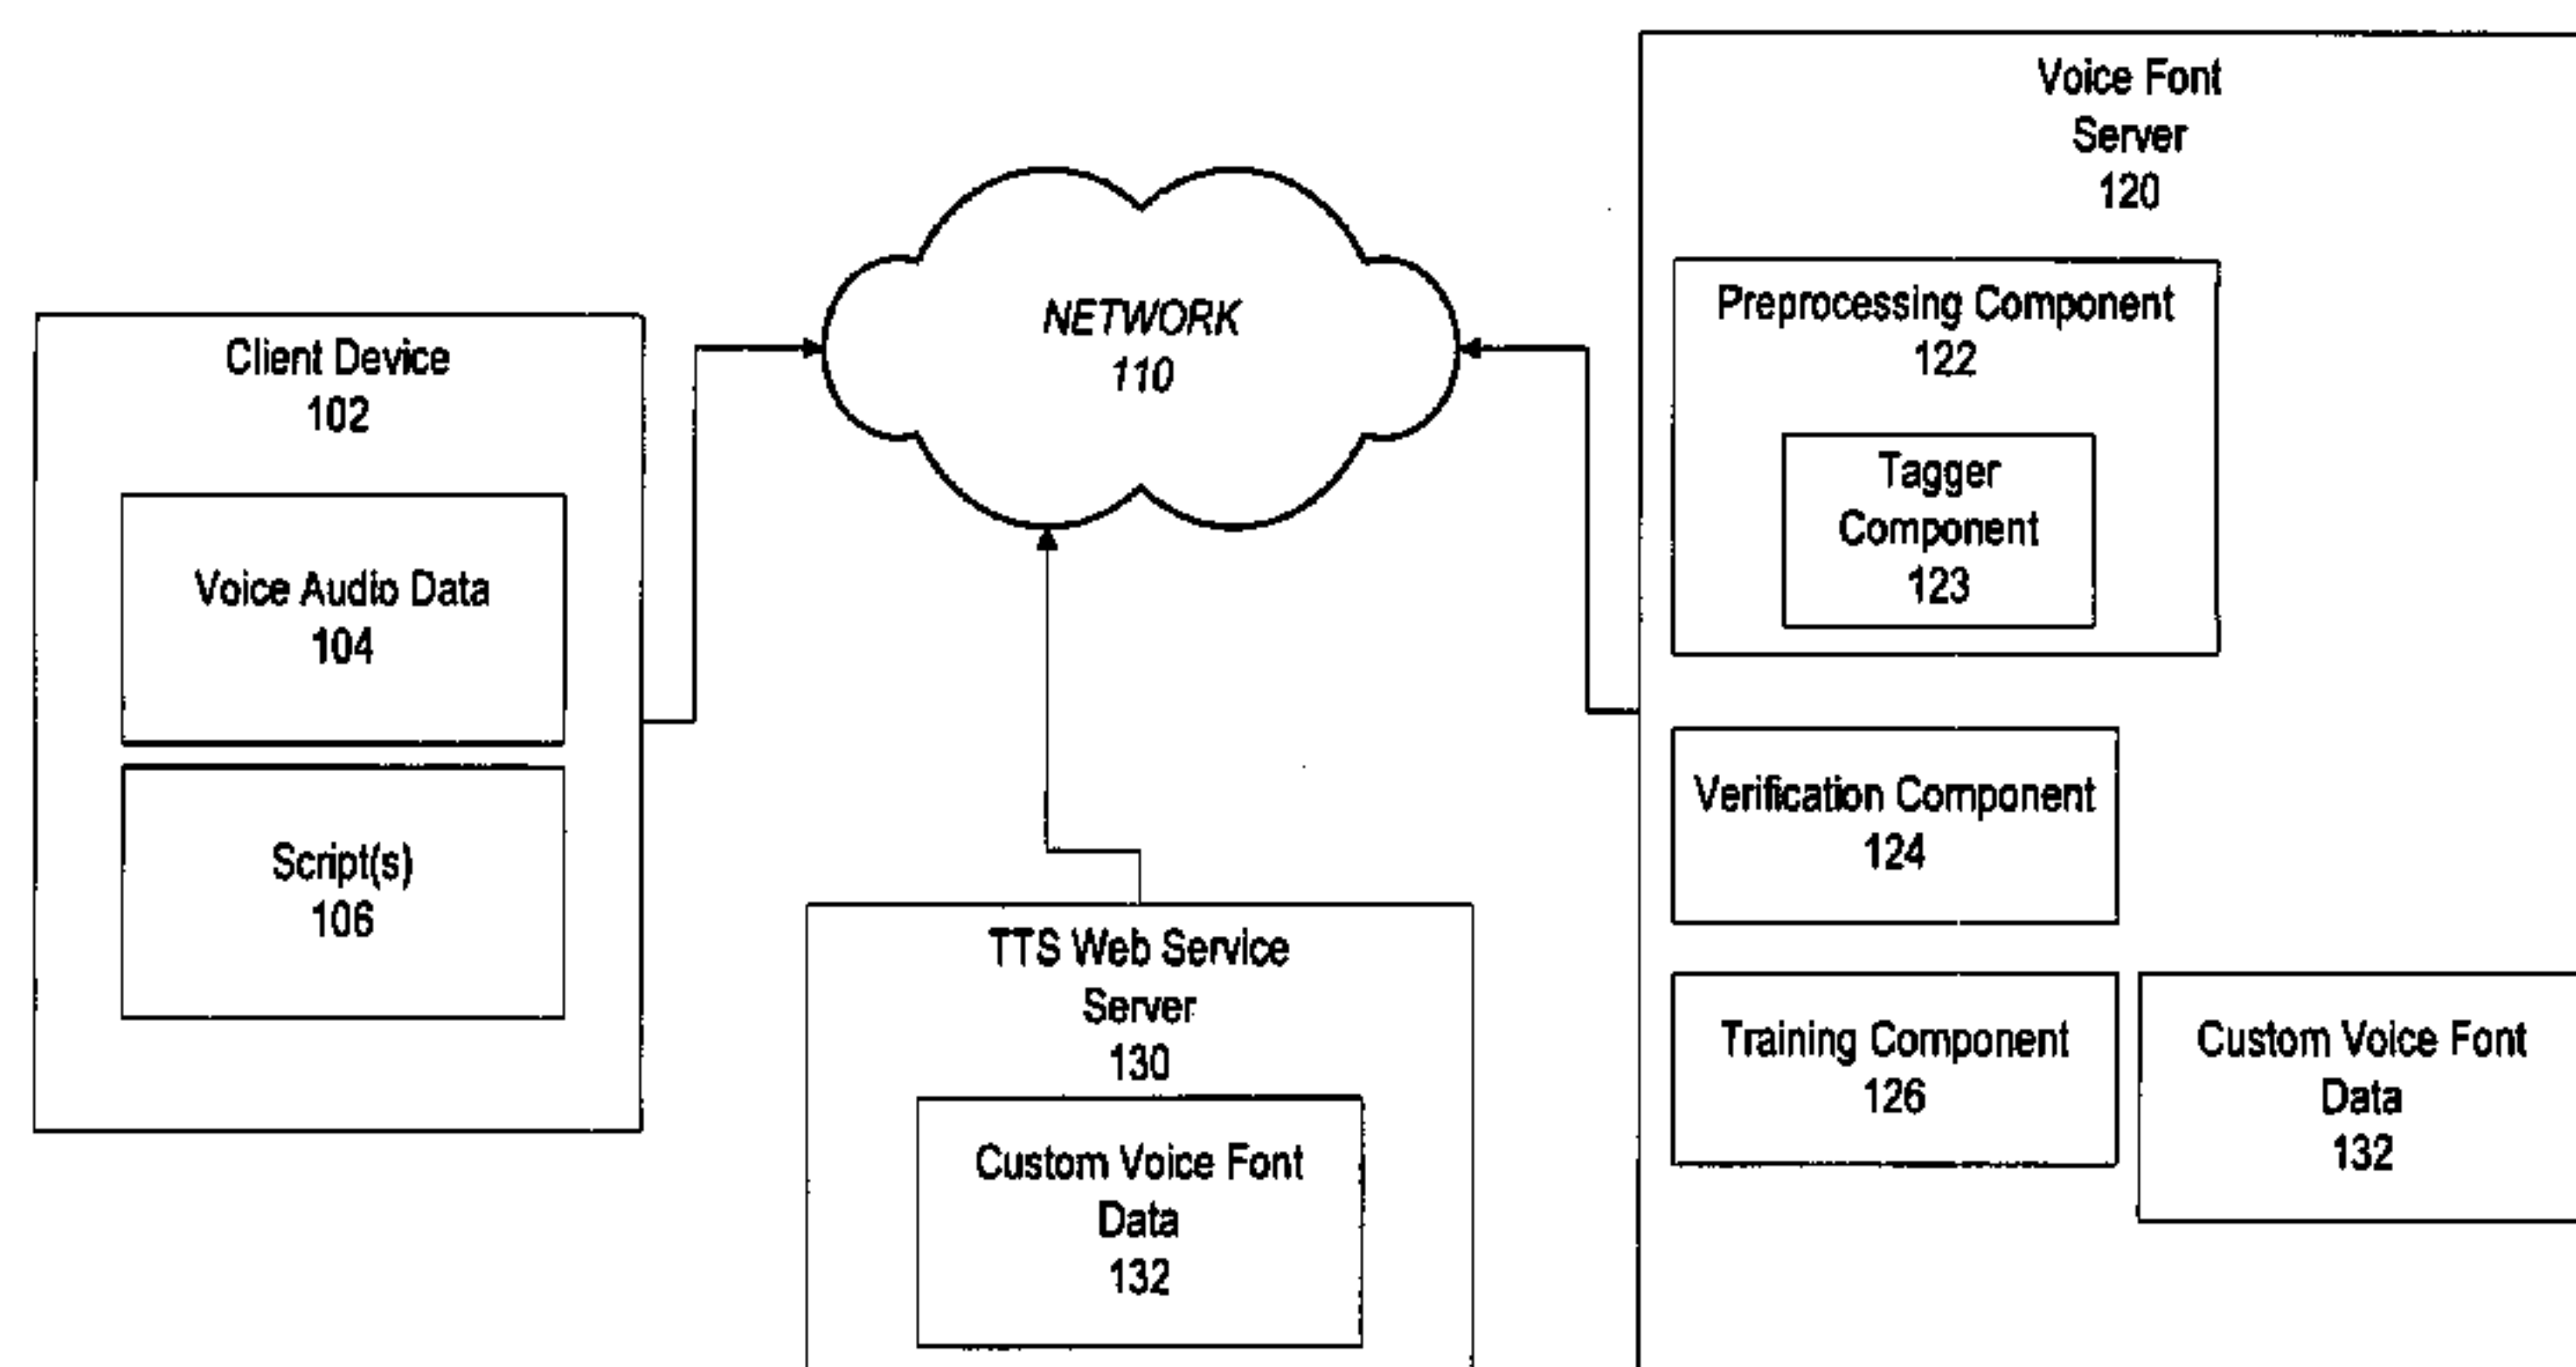 Client Device
102
Voice Audio Data
104
Script(s)
106
NETWORK
110
TTS Web Service
Server
130
Custom Voice Font
Data
132
Voice Font
Server
120
Preprocessing Component
122
Tagger
Component
123
Verification Component
124
Training Component
126
Custom Voice Font
Data
132